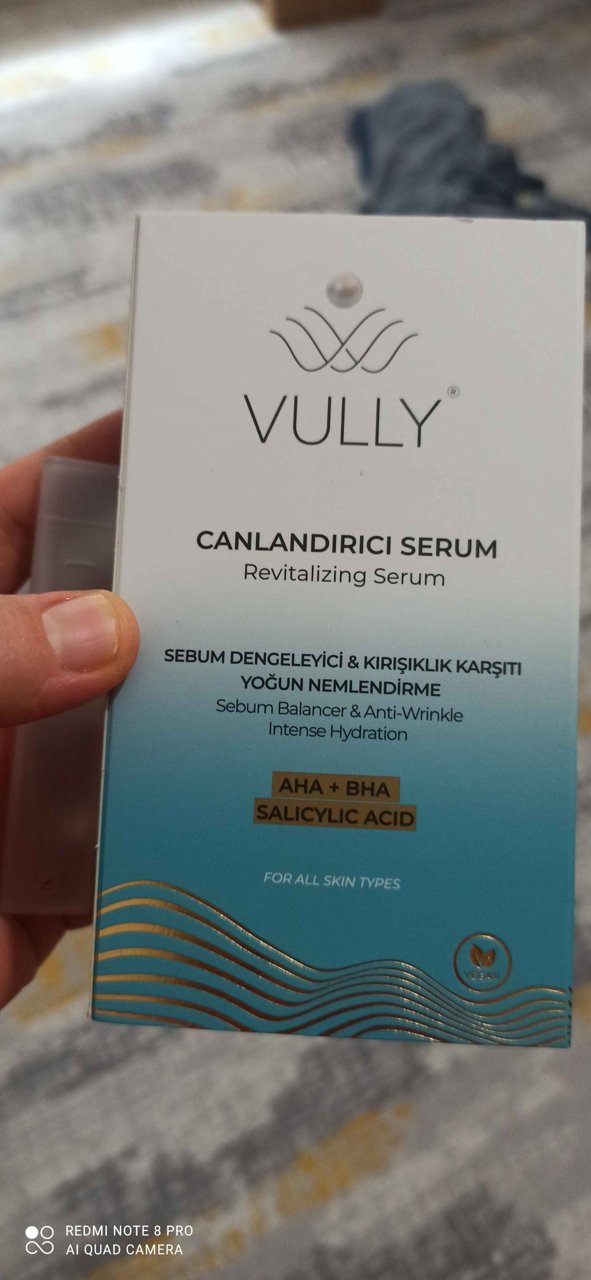 VULLY®
CANLANDIRICI SERUM
Revitalizing Serum
SEBUM DENGELEYİCİ & KIRIŞIKLIK KARŞITI
YOĞUN NEMLENDİRME
Sebum Balancer & Anti-Wrinkle
Intense Hydration
AHA + BHA
SALICYLIC ACID
FOR ALL SKIN TYPES
VEGAN
REDMI NOTE 8 PRO
AI QUAD CAMERA